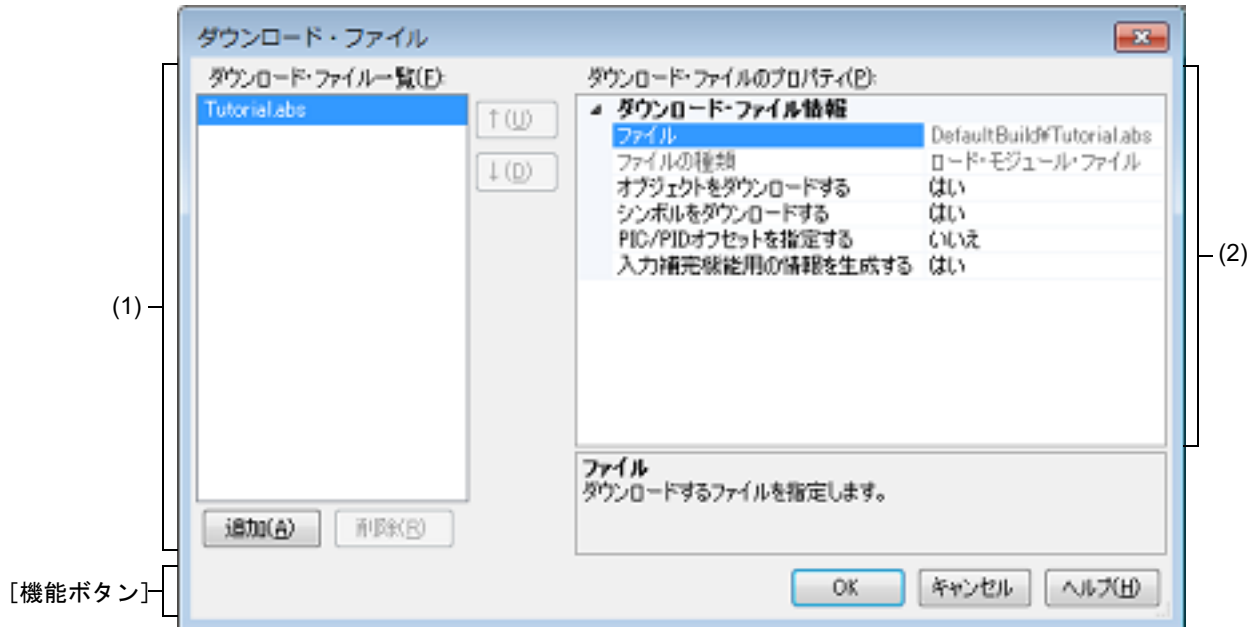 ダウンロード・ファイル
ダウンロード・ファイル一覧(F):
Tutorial.abs
↑(U)
↓(D)
追加(A)
削除(R)
ダウンロード・ファイルのプロパティ(P):
ダウンロード・ファイル情報
ファイル DefaultBuild¥Tutorial.abs
ファイルの種類 ロード・モジュール・ファイル
オブジェクトをダウンロードする はい
シンボルをダウンロードする はい
PIC/PIDオフセットを指定する いいえ
入力補完機能用の情報を生成する はい
ファイル
ダウンロードするファイルを指定します。
OK
キャンセル
ヘルプ(H)
(1)
(2)
[機能ボタン]